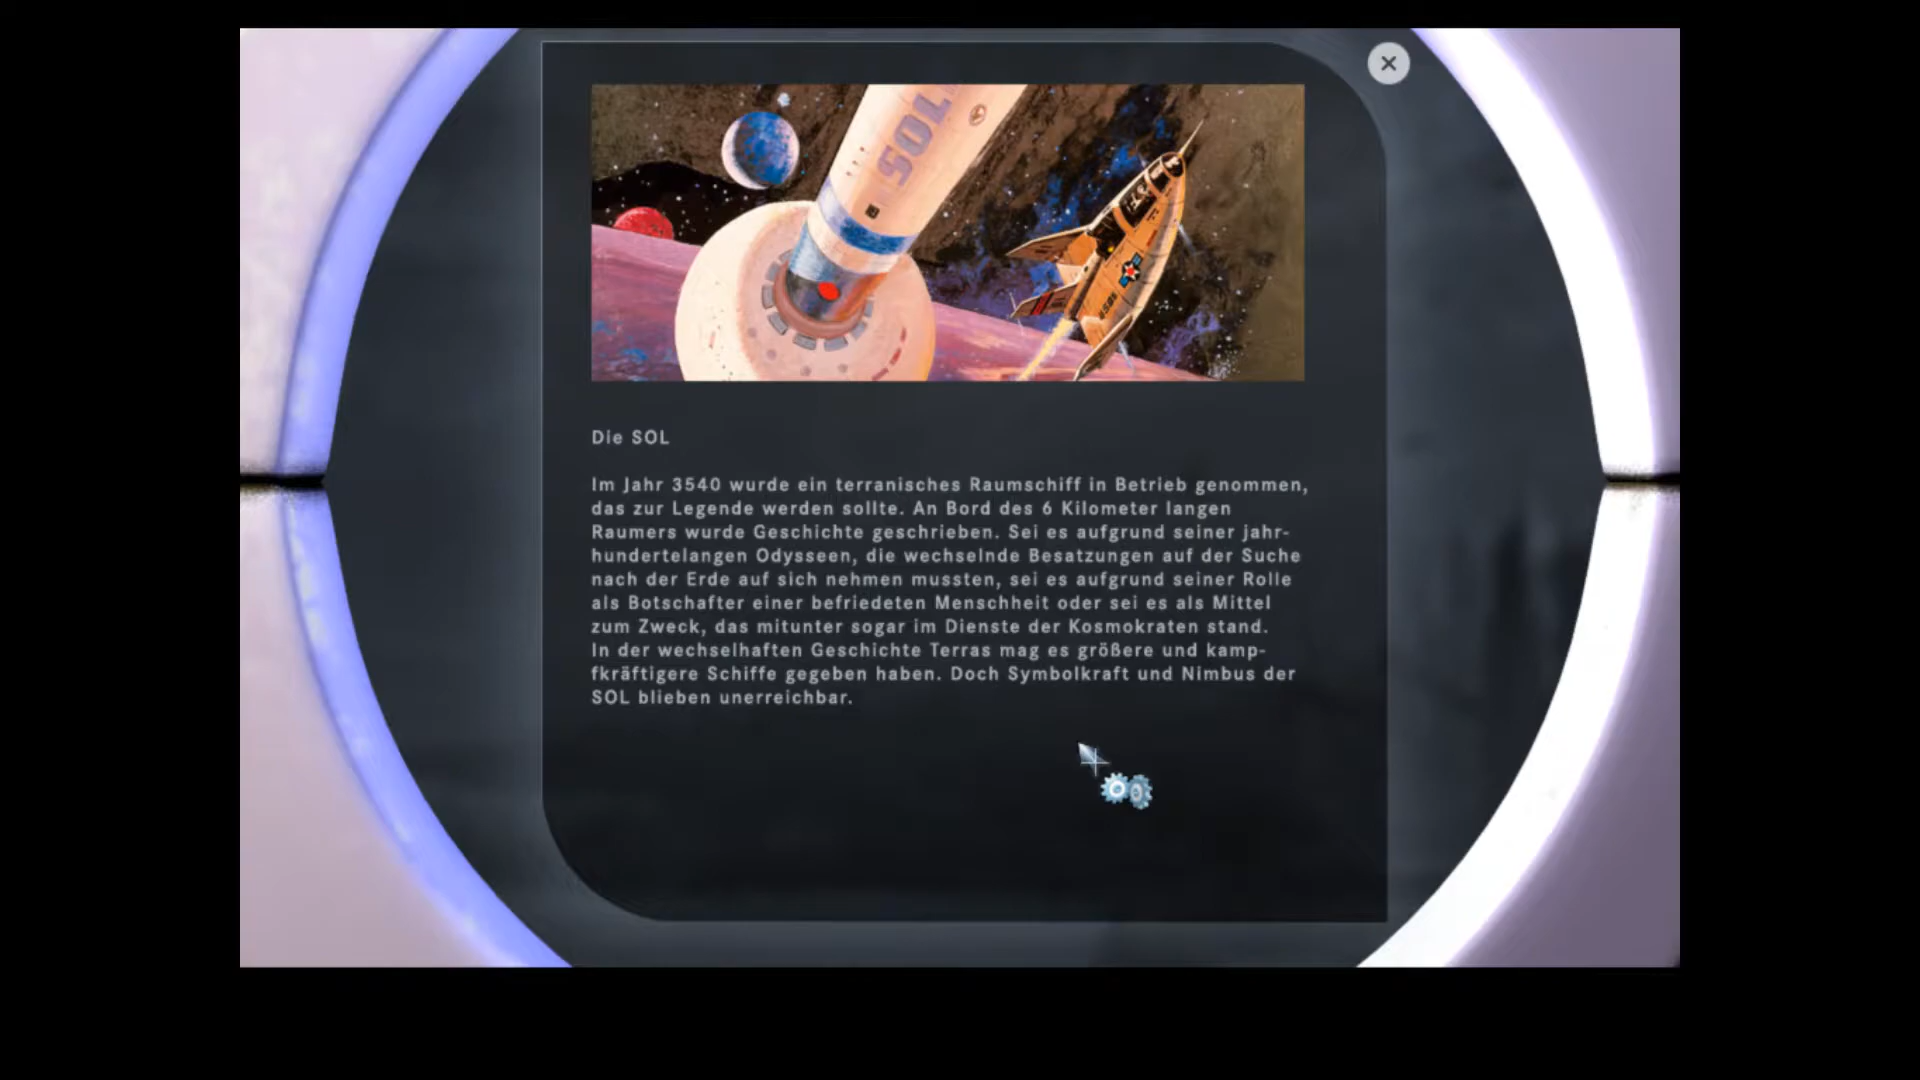 SOL
Die SOL
Im Jahr 3540 wurde ein terranisches Raumschiff in Betrieb genommen,
das zur Legende werden sollte. An Bord des 6 Kilometer langen
Raumers wurde Geschichte geschrieben. Sei es aufgrund seiner jahr-
hundertelangen Odysseen, die wechselnde Besatzungen auf der Suche
nach der Erde auf sich nehmen mussten, sei es aufgrund seiner Rolle
als Botschafter einer befriedeten Menschheit oder sei es als Mittel
zum Zweck, das mitunter sogar im Dienste der Kosmokraten stand.
In der wechselhaften Geschichte Terras mag es größere und kamp-
fkräftigere Schiffe gegeben haben. Doch Symbolkraft und Nimbus der
SOL blieben unerreichbar.